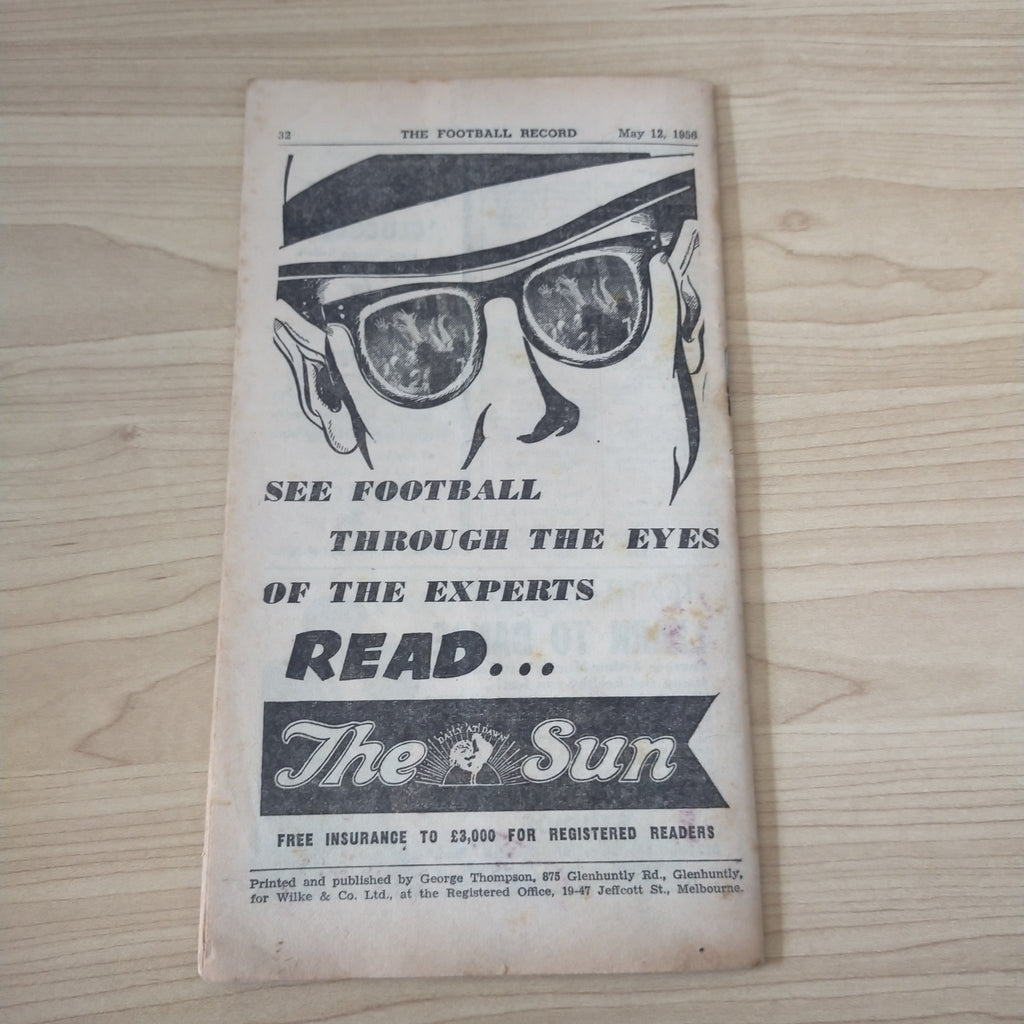 32 THE FOOTBALL RECORD May 12, 1956
21
SEE FOOTBALL
THROUGH THE EYES
OF THE EXPERTS
READ...
DAILY AT DAWN
The Sun
FREE INSURANCE TO £3,000 FOR REGISTERED READERS
Printed and published by George Thompson, 875 Glenhuntly Rd., Glenhuntly,
for Wilke & Co. Ltd., at the Registered Office, 19-47 Jeffcott St., Melbourne.